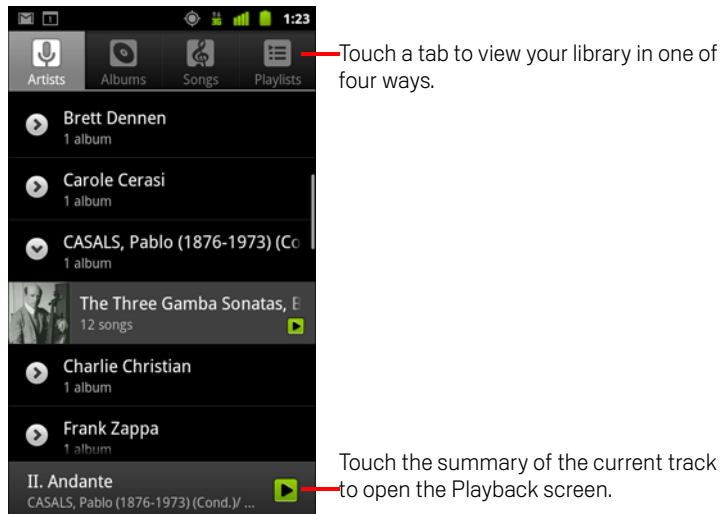 1:23
Artists Albums Songs Playlists
Touch a tab to view your library in one of
four ways.
Brett Dennen
1 album
Carole Cerasi
1 album
CASALS, Pablo (1876-1973) (Co
1 album
The Three Gamba Sonatas, B
12 songs
Charlie Christian
1 album
Frank Zappa
1 album
II. Andante
CASALS, Pablo (1876-1973) (Cond.)/ ...
Touch the summary of the current track
to open the Playback screen.